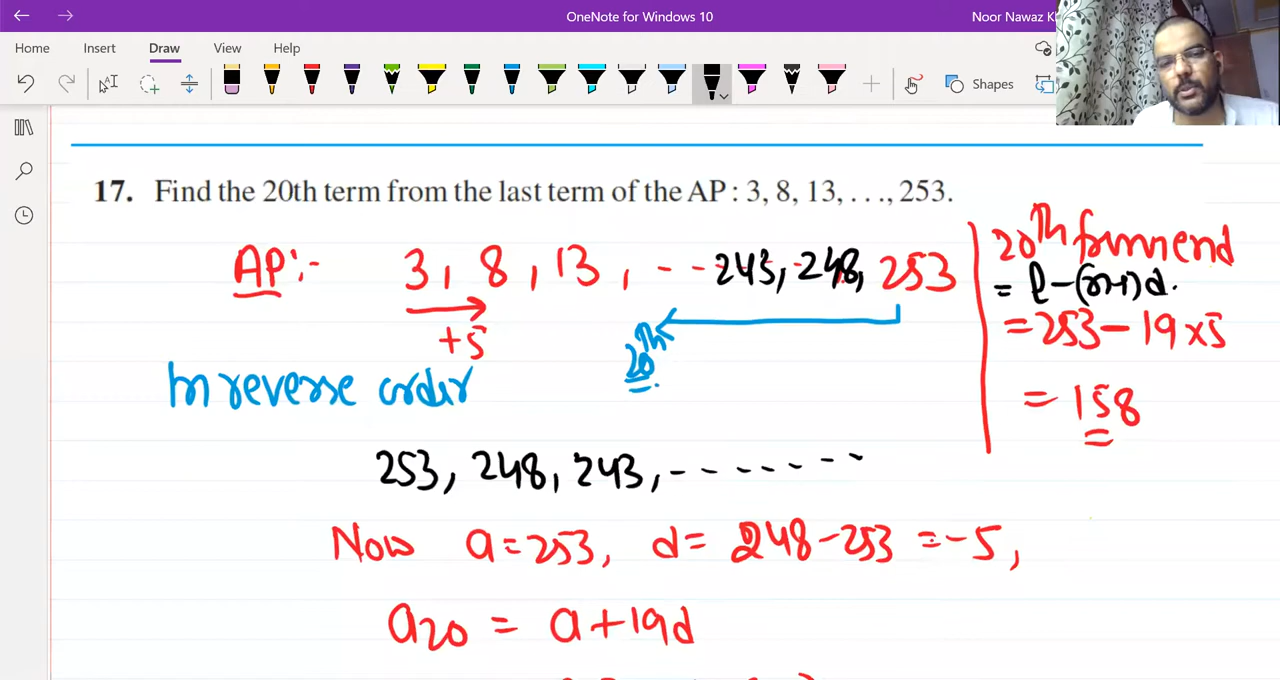 OneNote for Windows 10
Noor Nawaz K
Home Insert Draw View Help
Shapes
17. Find the 20th term from the last term of the AP : 3, 8, 13, . . ., 253.
AP:- 3, 8, 13, - - - 243, 248, 253
+5
20th
In reverse order
253, 248, 243, - - - - - - - -
Now a = 253, d = 248 - 253 = -5,
a20 = a + 19d
20th from end
= l - (n-1)d.
= 253 - 19 × 5
= 158